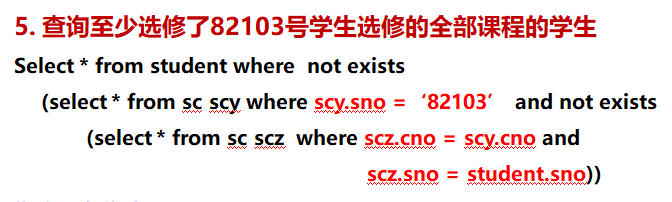 5. 查询至少选修了82103号学生选修的全部课程的学生
Select * from student where not exists
(select * from sc scy where scy.sno = ‘82103’ and not exists
(select * from sc scz where scz.cno = scy.cno and
scz.sno = student.sno))